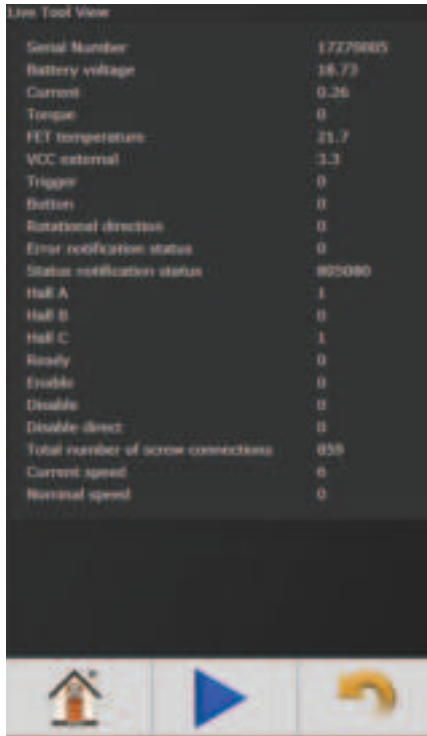 Live Tool View
Serial Number 17270005
Battery voltage 18.73
Current 0.26
Torque 0
FET temperature 21.7
VCC external 3.3
Trigger 0
Button 0
Rotational direction 0
Error notification status 0
Status notification status 805080
Hall A 1
Hall B 0
Hall C 1
Ready 0
Enable 0
Disable 0
Disable direct 0
Total number of screw connections 859
Current speed 6
Nominal speed 0